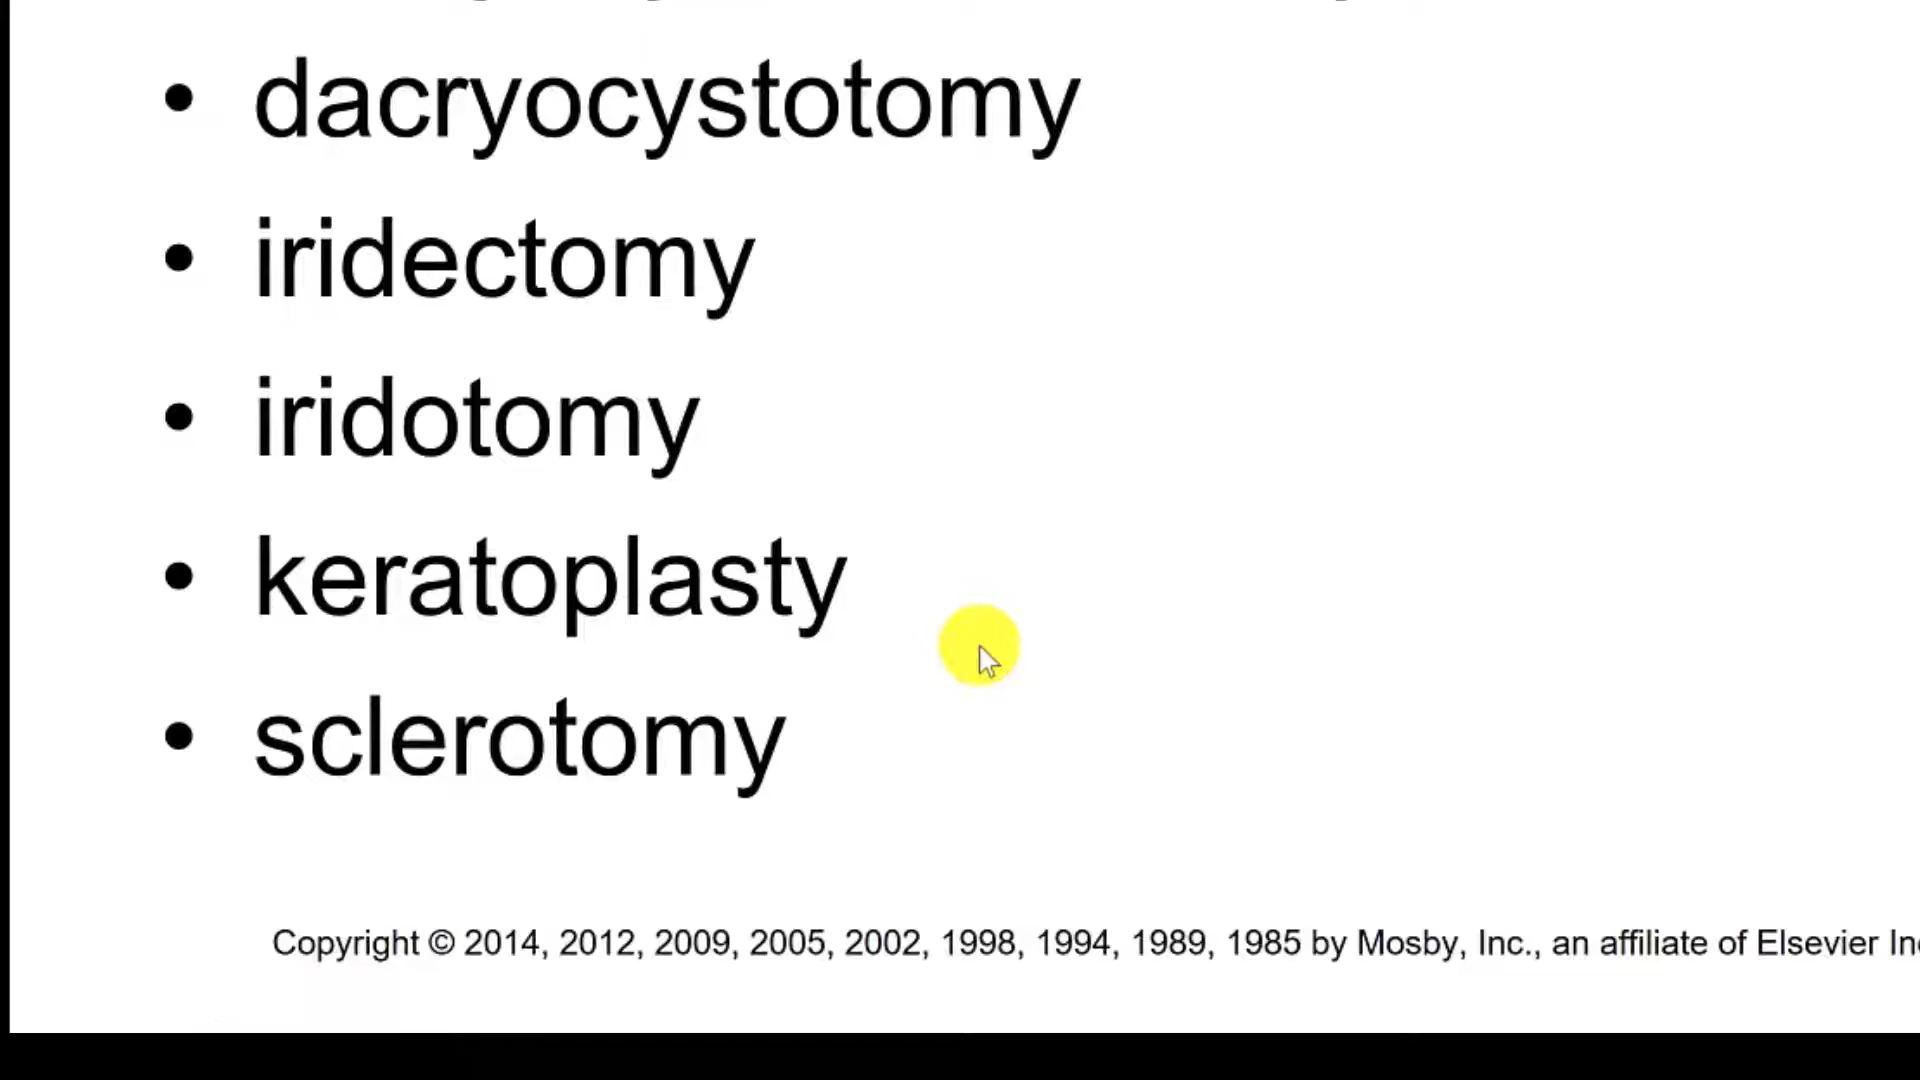 • dacryocystotomy
• iridectomy
• iridotomy
• keratoplasty
• sclerotomy
Copyright © 2014, 2012, 2009, 2005, 2002, 1998, 1994, 1989, 1985 by Mosby, Inc., an affiliate of Elsevier